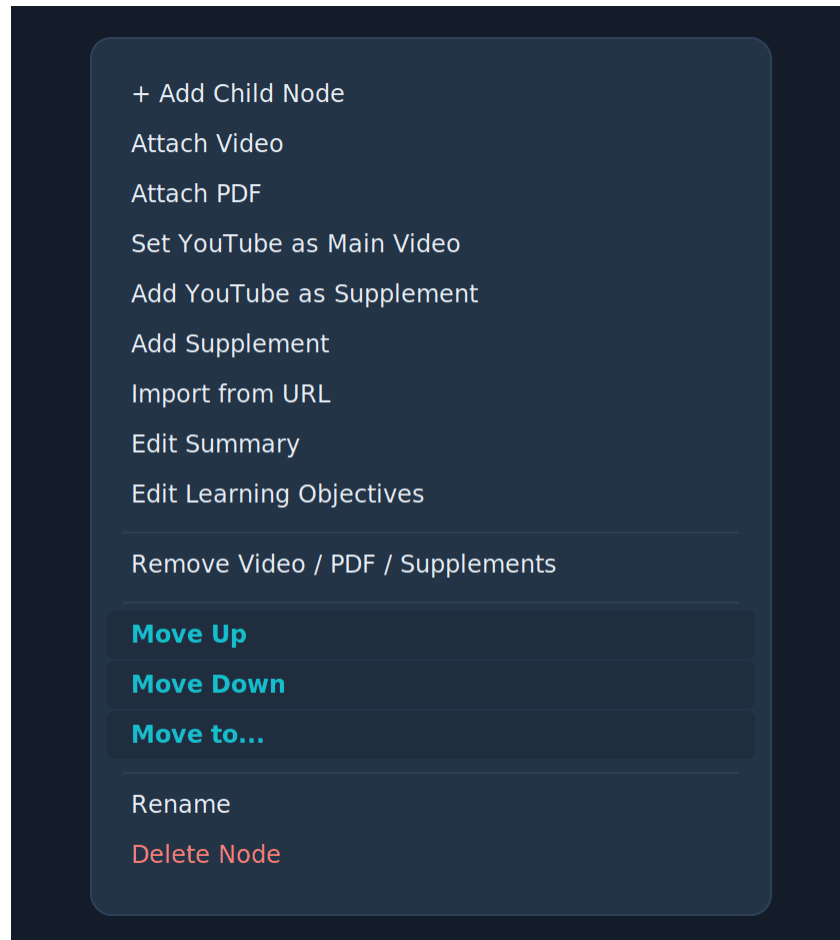 + Add Child Node
Attach Video
Attach PDF
Set YouTube as Main Video
Add YouTube as Supplement
Add Supplement
Import from URL
Edit Summary
Edit Learning Objectives
Remove Video / PDF / Supplements
Move Up
Move Down
Move to...
Rename
Delete Node